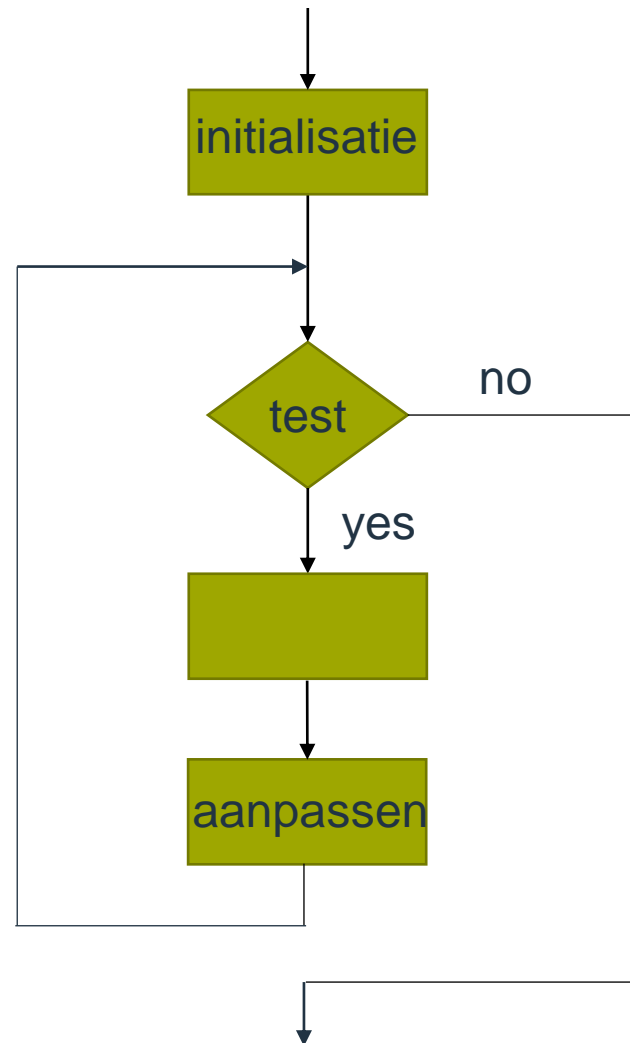 initialisatie
test
no
yes
aanpassen